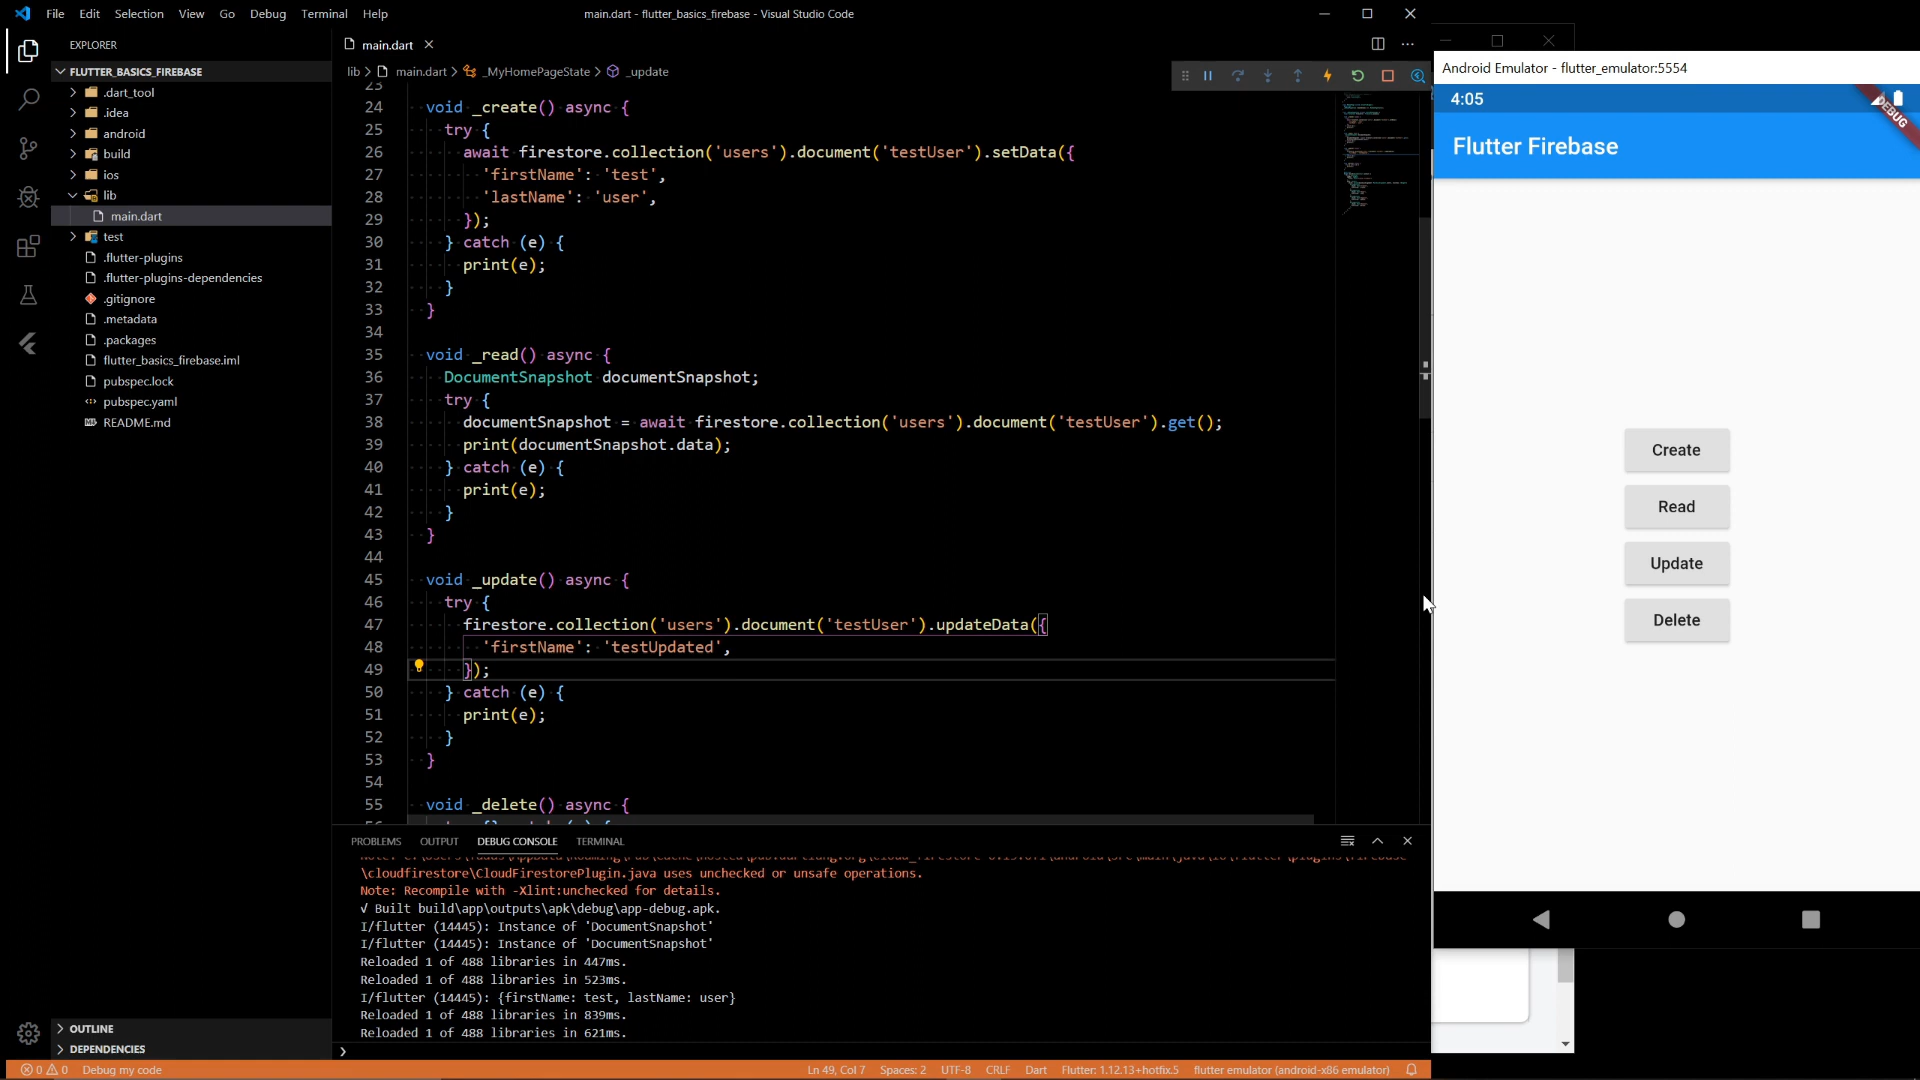 File Edit Selection View Go Debug Terminal Help
main.dart - flutter_basics_firebase - Visual Studio Code
EXPLORER
FLUTTER_BASICS_FIREBASE
.dart_tool
.idea
android
build
ios
lib
main.dart
test
.flutter-plugins
.flutter-plugins-dependencies
.gitignore
.metadata
.packages
flutter_basics_firebase.iml
pubspec.lock
pubspec.yaml
README.md
OUTLINE
DEPENDENCIES
main.dart
lib > main.dart > _MyHomePageState > _update
23
24 void _create() async {
25 try {
26 await firestore.collection('users').document('testUser').setData({
27 'firstName': 'test',
28 'lastName': 'user',
29 });
30 } catch (e) {
31 print(e);
32 }
33 }
34
35 void _read() async {
36 DocumentSnapshot documentSnapshot;
37 try {
38 documentSnapshot = await firestore.collection('users').document('testUser').get();
39 print(documentSnapshot.data);
40 } catch (e) {
41 print(e);
42 }
43 }
44
45 void _update() async {
46 try {
47 firestore.collection('users').document('testUser').updateData({
48 'firstName': 'testUpdated',
49 });
50 } catch (e) {
51 print(e);
52 }
53 }
54
55 void _delete() async {
PROBLEMS OUTPUT DEBUG CONSOLE TERMINAL
\cloudfirestore\CloudFirestorePlugin.java uses unchecked or unsafe operations.
Note: Recompile with -Xlint:unchecked for details.
√ Built build\app\outputs\apk\debug\app-debug.apk.
I/flutter (14445): Instance of 'DocumentSnapshot'
I/flutter (14445): Instance of 'DocumentSnapshot'
Reloaded 1 of 488 libraries in 447ms.
Reloaded 1 of 488 libraries in 523ms.
I/flutter (14445): {firstName: test, lastName: user}
Reloaded 1 of 488 libraries in 839ms.
Reloaded 1 of 488 libraries in 621ms.
0 0 Debug my code
Ln 49, Col 7 Spaces: 2 UTF-8 CRLF Dart Flutter: 1.12.13+hotfix.5 flutter emulator (android-x86 emulator)
Android Emulator - flutter_emulator:5554
4:05
DEBUG
Flutter Firebase
Create
Read
Update
Delete